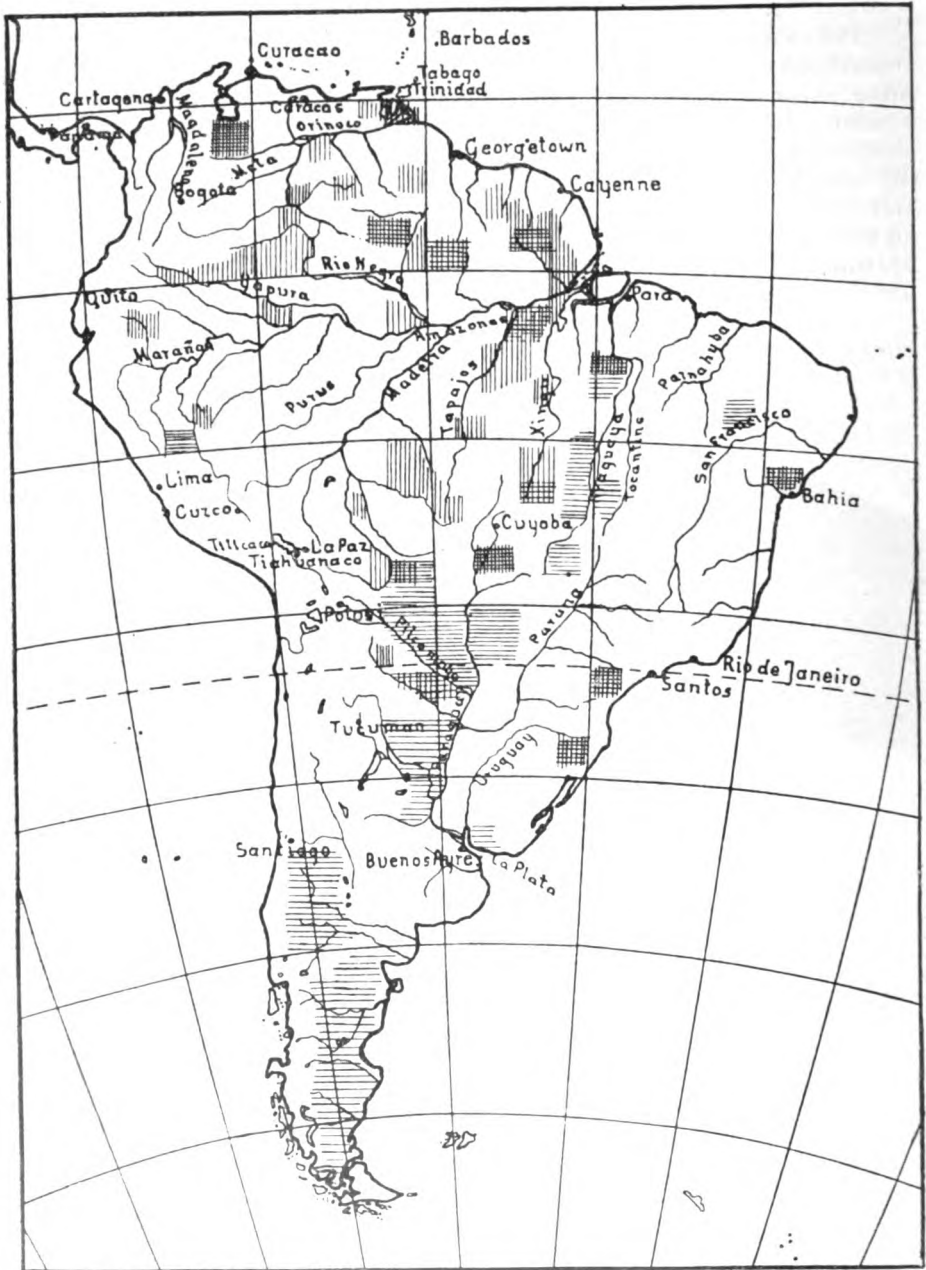 Barbados
Curacao
Tabago
Trinidad
Cartagena
Caracas
Orinoco
Panama
Magdalena
Meta
Georgetown
Bogota
Cayenne
Rio Negro
Yapura
Quito
Para
Amazone
Marañon
Madeira
Parnahyba
Purus
Tapajos
Xingu
San Francisco
Araguaya
Tocantins
Lima
Bahia
Cuzco
Cuyoba
Titicaca
La Paz
Tiahuanaco
Potosi
Pilcomayo
Parana
Rio de Janeiro
Santos
Tucuman
Paraguay
Uruguay
Santiago
Buenos Ayres
La Plata